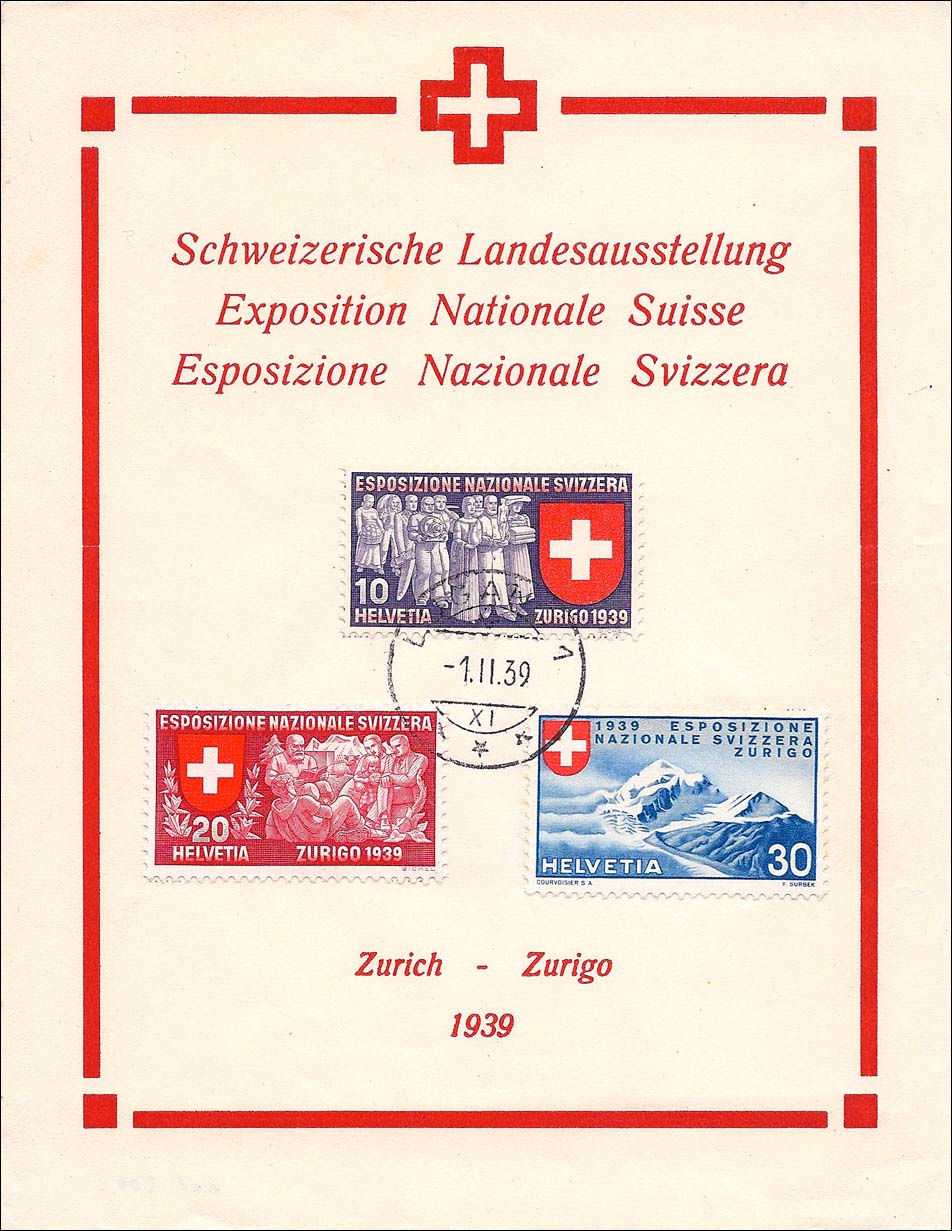 Schweizerische Landesausstellung
Exposition Nationale Suisse
Esposizione Nazionale Svizzera
ESPOSIZIONE NAZIONALE SVIZZERA
10
HELVETIA
ZURIGO 1939
-1.II.39
XI
ESPOSIZIONE NAZIONALE SVIZZERA
20
HELVETIA
ZURIGO 1939
BICHEL
1939 ESPOSIZIONE
NAZIONALE SVIZZERA
ZURIGO
HELVETIA
30
COURVOISIER S A
V. SURBEK
Zurich - Zurigo
1939